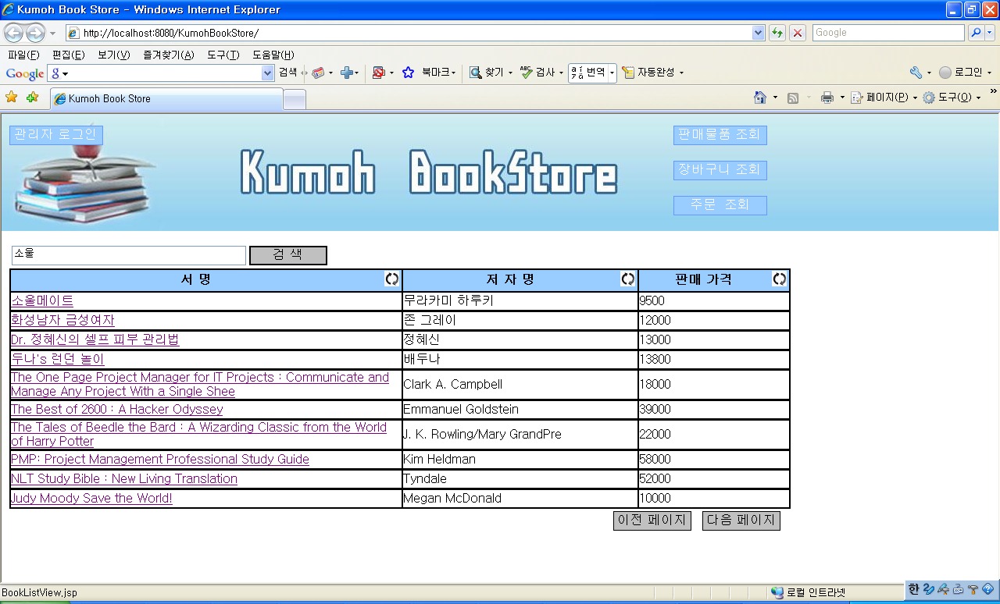 Kumoh Book Store - Windows Internet Explorer
http://localhost:8080/KumohBookStore/
Google
파일(F) 편집(E) 보기(V) 즐겨찾기(A) 도구(T) 도움말(H)
Google 검색 북마크 찾기 검사 번역 자동완성 로그인
Kumoh Book Store 페이지(P) 도구(O)
관리자 로그인
Kumoh BookStore
판매물품 조회
장바구니 조회
주문 조회
소울 검 색
서 명 저 자 명 판매 가격
소울메이트 무라카미 하루키 9500
화성남자 금성여자 존 그레이 12000
Dr. 정혜신의 셀프 피부 관리법 정혜신 13000
두나's 런던 놀이 배두나 13800
The One Page Project Manager for IT Projects : Communicate and
Manage Any Project With a Single Shee
Clark A. Campbell 18000
The Best of 2600 : A Hacker Odyssey Emmanuel Goldstein 39000
The Tales of Beedle the Bard : A Wizarding Classic from the World
of Harry Potter
J. K. Rowling/Mary GrandPre 22000
PMP: Project Management Professional Study Guide Kim Heldman 58000
NLT Study Bible : New Living Translation Tyndale 52000
Judy Moody Save the World! Megan McDonald 10000
이전 페이지 다음 페이지
BookListView.jsp 로컬 인트라넷 한